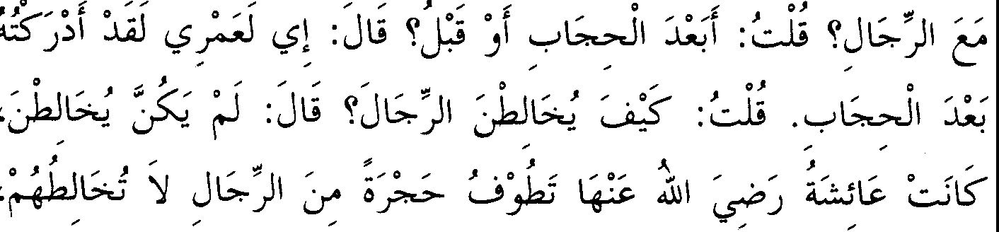 مَعَ الرِّجَالِ؟ قُلْتُ: أَبَعْدَ الْحِجَابِ أَوْ قَبْلُ؟ قَالَ: إِي لَعَمْرِي لَقَدْ أَدْرَكْتُهُ
بَعْدَ الْحِجَابِ. قُلْتُ: كَيْفَ يُخَالِطْنَ الرِّجَالَ؟ قَالَ: لَمْ يَكُنَّ يُخَالِطْنَ،
كَانَتْ عَائِشَةُ رَضِيَ اللهُ عَنْهَا تَطُوْفُ حَجْرَةً مِنَ الرِّجَالِ لاَ تُخَالِطُهُمْ،